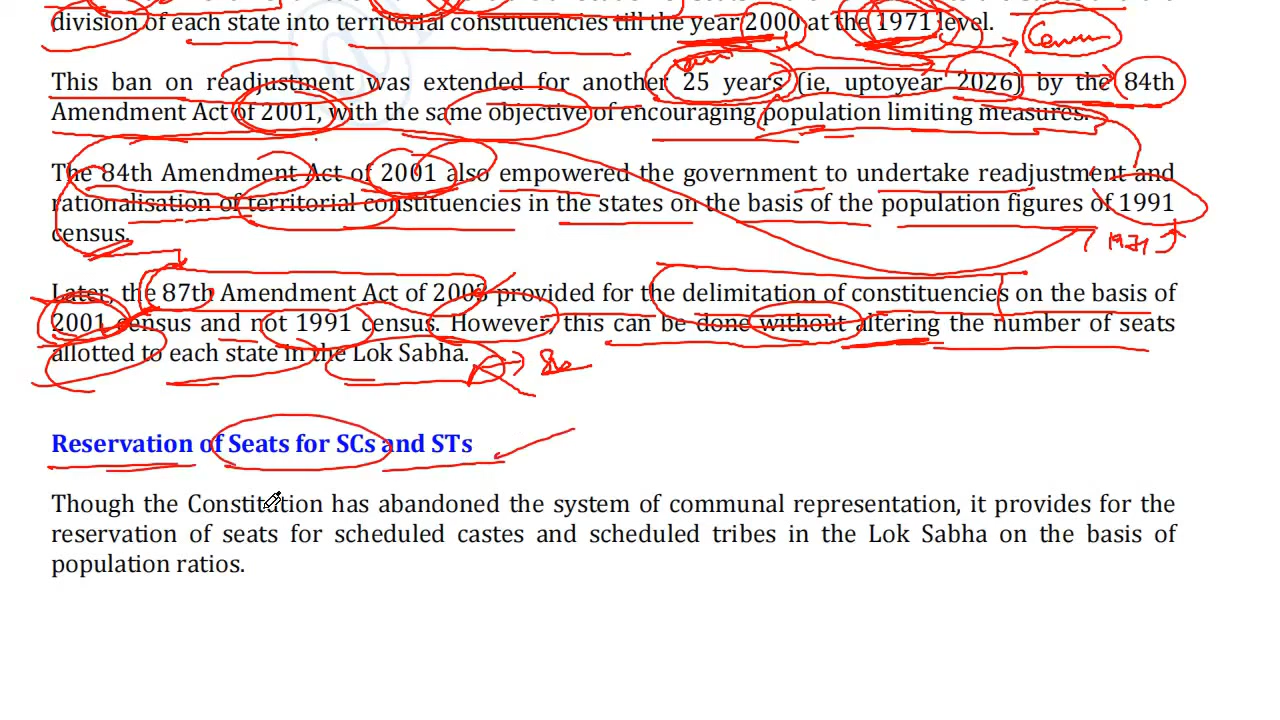 division of each state into territorial constituencies till the year 2000 at the 1971 level.
This ban on readjustment was extended for another 25 years (ie, uptoyear 2026) by the 84th
Amendment Act of 2001, with the same objective of encouraging population limiting measures.
The 84th Amendment Act of 2001 also empowered the government to undertake readjustment and
rationalisation of territorial constituencies in the states on the basis of the population figures of 1991
census.
1971
Later, the 87th Amendment Act of 2003 provided for the delimitation of constituencies on the basis of
2001 census and not 1991 census. However, this can be done without altering the number of seats
allotted to each state in the Lok Sabha.
Reservation of Seats for SCs and STs
Though the Constitution has abandoned the system of communal representation, it provides for the
reservation of seats for scheduled castes and scheduled tribes in the Lok Sabha on the basis of
population ratios.